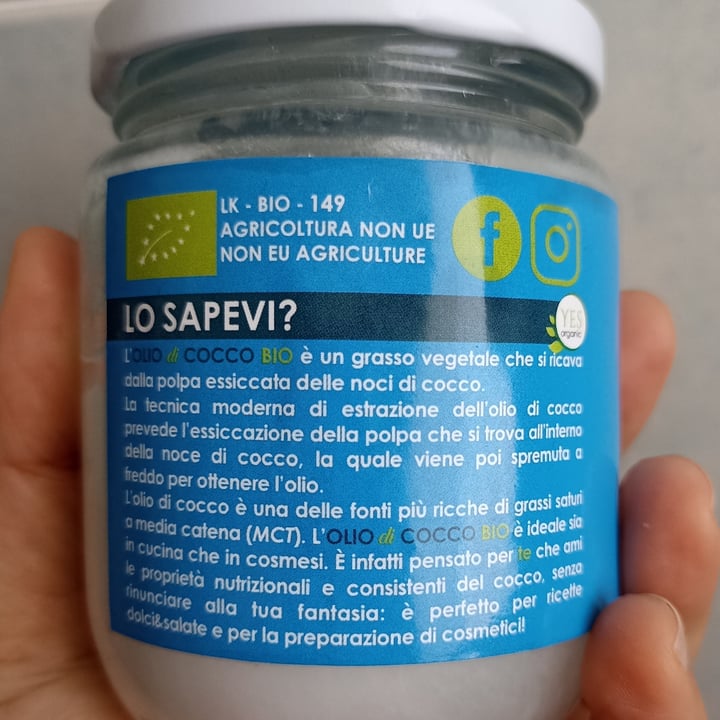 LK - BIO - 149
AGRICOLTURA NON UE
NON EU AGRICULTURE
f
LO SAPEVI?
YES
organic
L'OLIO di COCCO BIO è un grasso vegetale che si ricava
dalla polpa essiccata delle noci di cocco.
La tecnica moderna di estrazione dell'olio di cocco
prevede l'essiccazione della polpa che si trova all'interno
della noce di cocco, la quale viene poi spremuta a
freddo per ottenere l'olio.
L'olio di cocco è una delle fonti più ricche di grassi saturi
a media catena (MCT). L'OLIO di COCCO BIO è ideale sia
in cucina che in cosmesi. È infatti pensato per te che ami
le proprietà nutrizionali e consistenti del cocco, senza
rinunciare alla tua fantasia: è perfetto per ricette
dolci&salate e per la preparazione di cosmetici!